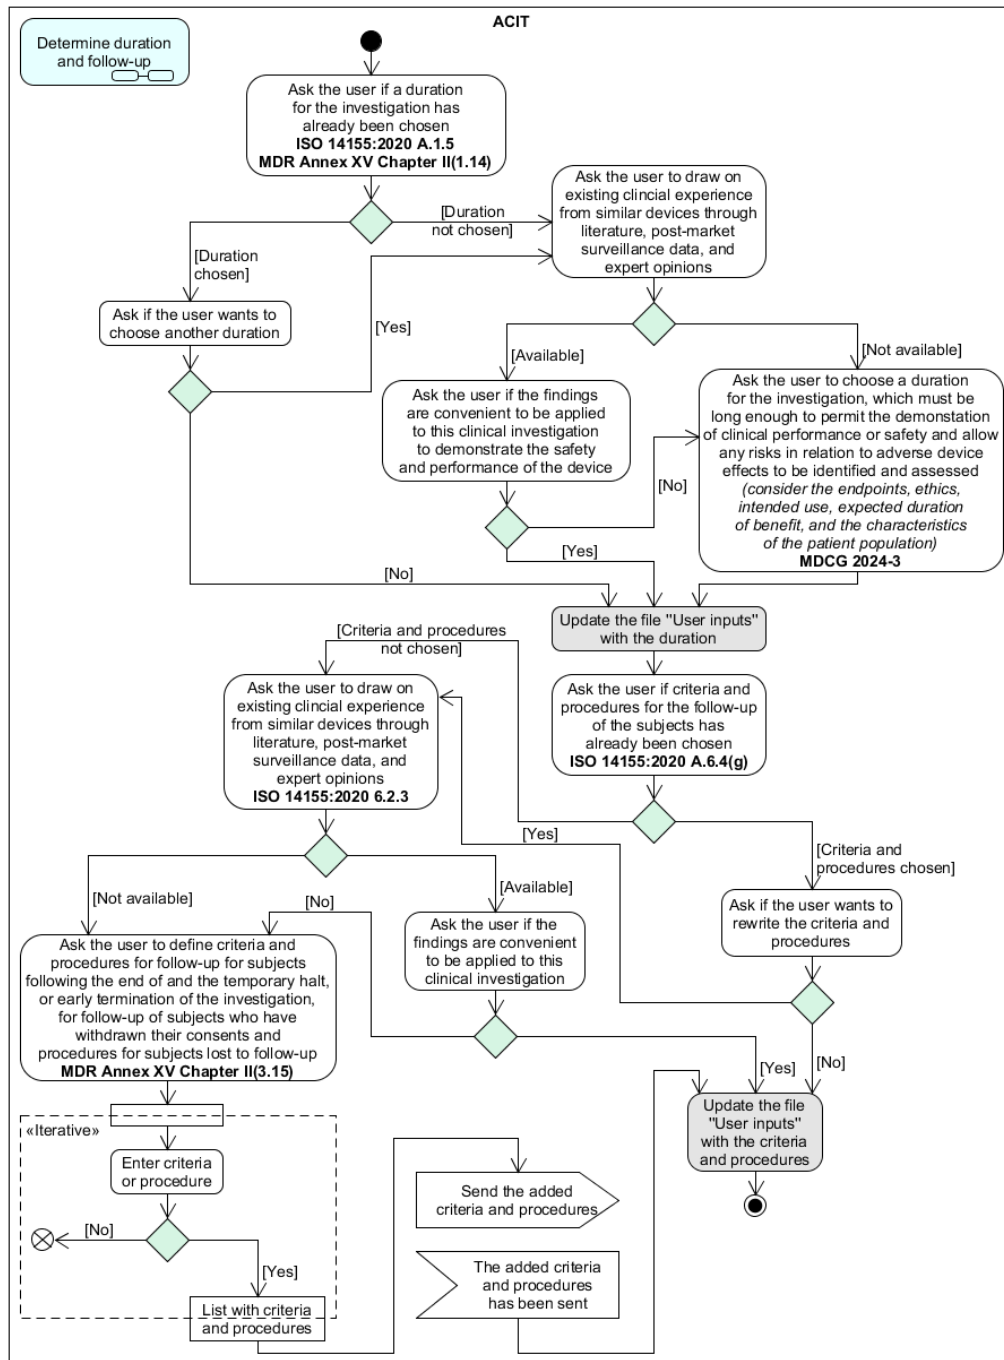 ACIT
Determine duration
and follow-up
Ask the user if a duration
for the investigation has
already been chosen
ISO 14155:2020 A.1.5
MDR Annex XV Chapter II(1.14)
[Duration
not chosen]
Ask the user to draw on
existing clincial experience
from similar devices through
literature, post-market
surveillance data, and
expert opinions
[Duration
chosen]
Ask if the user wants to
choose another duration
[Yes]
[Available]
[Not available]
Ask the user if the findings
are convenient to be applied
to this clinical investigation
to demonstrate the safety
and performance of the device
[No]
Ask the user to choose a duration
for the investigation, which must be
long enough to permit the demonstation
of clinical performance or safety and allow
any risks in relation to adverse device
effects to be identified and assessed
(consider the endpoints, ethics,
intended use, expected duration
of benefit, and the characteristics
of the patient population)
MDCG 2024-3
[Yes]
[No]
Update the file "User inputs"
with the duration
[Criteria and procedures
not chosen]
Ask the user if criteria and
procedures for the follow-up
of the subjects has
already been chosen
ISO 14155:2020 A.6.4(g)
Ask the user to draw on
existing clincial experience
from similar devices through
literature, post-market
surveillance data, and
expert opinions
ISO 14155:2020 6.2.3
[Yes]
[Criteria and
procedures chosen]
Ask if the user wants to
rewrite the criteria and
procedures
[Not available]
[Available]
[No]
Ask the user if the
findings are convenient
to be applied to this
clinical investigation
Ask the user to define criteria and
procedures for follow-up for subjects
following the end of and the temporary halt,
or early termination of the investigation,
for follow-up of subjects who have
withdrawn their consents and
procedures for subjects lost to follow-up
MDR Annex XV Chapter II(3.15)
[Yes]
[No]
Update the file
"User inputs"
with the criteria
and procedures
«Iterative»
Enter criteria
or procedure
[No]
[Yes]
List with criteria
and procedures
Send the added
criteria and procedures
The added criteria
and procedures
has been sent